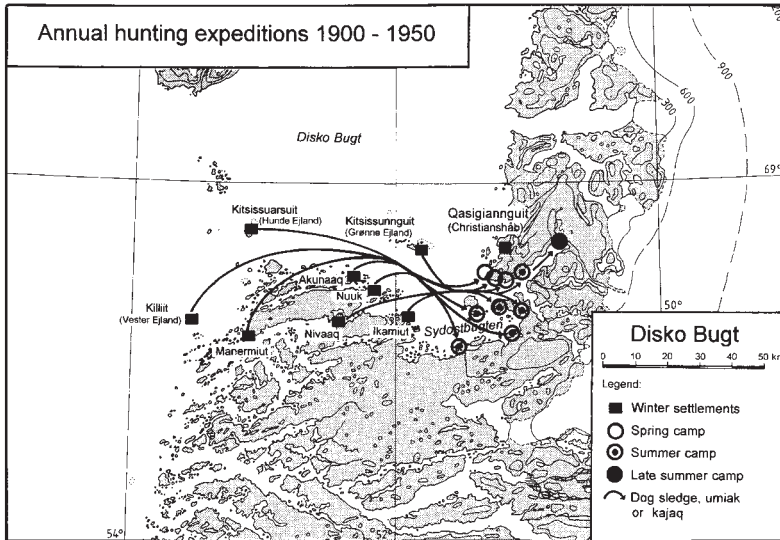 Annual hunting expeditions 1900 - 1950
Disko Bugt
300
600
900
69°
Kitsissuarsuit
(Hunde Ejland)
Kitsissunnguit
(Grønne Ejland)
Qasigiannguit
(Christianshåb)
Akunaaq
Nuuk
Killiit
(Vester Ejland)
Manermiut
Nivaaq
Ikamiut
Sydostbugten
50°
Disko Bugt
0 10 20 30 40 50 km
Legend:
Winter settlements
Spring camp
Summer camp
Late summer camp
Dog sledge, umiak
or kajaq
54°
52°